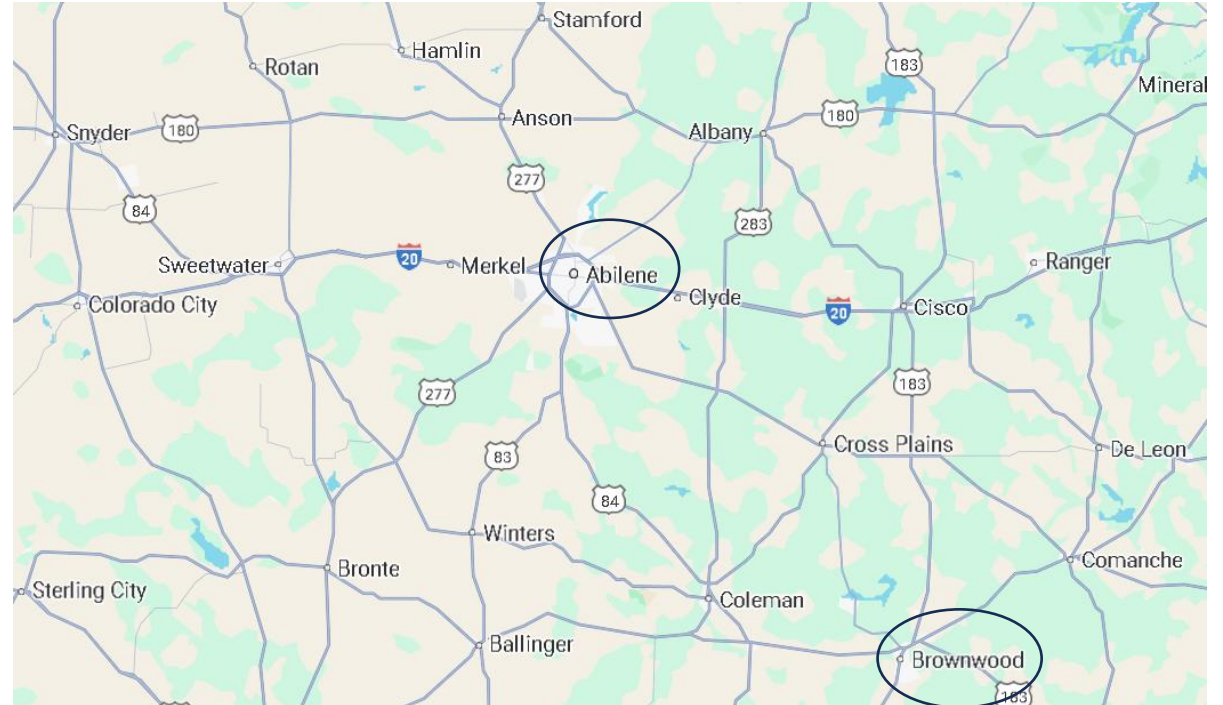 Stamford
Hamlin
Rotan
183
Mineral
Snyder
180
Anson
Albany
180
277
84
283
Sweetwater
20
Merkel
Abilene
Ranger
Clyde
Colorado City
20
Cisco
277
183
83
Cross Plains
De Leon
84
Winters
Bronte
Comanche
Sterling City
Coleman
Ballinger
Brownwood
183